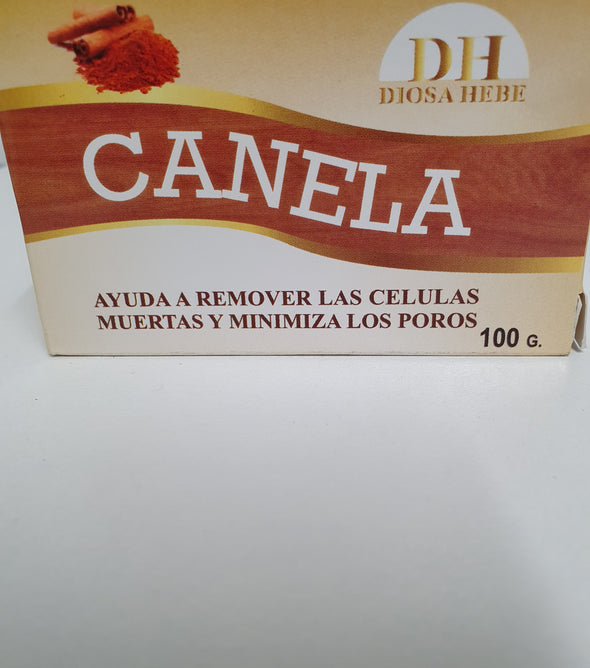 DH
DIOSA HEBE
CANELA
AYUDA A REMOVER LAS CELULAS
MUERTAS Y MINIMIZA LOS POROS
100 G.